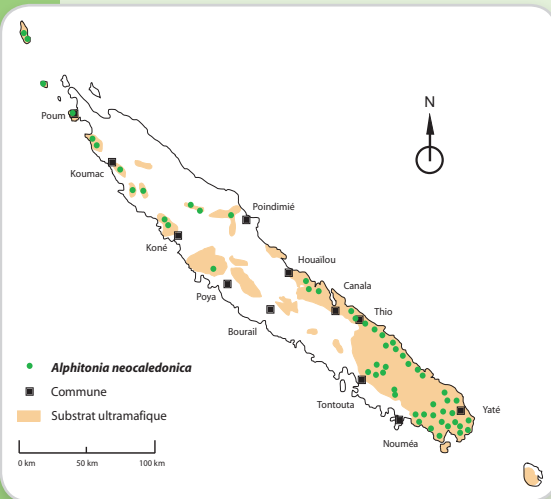 N
Poum
Koumac
Poindimié
Koné
Houaïlou
Canala
Poya
Thio
Bourail
Alphitonia neocaledonica
Commune
Substrat ultramafique
Tontouta
Yaté
Nouméa
0 km 50 km 100 km